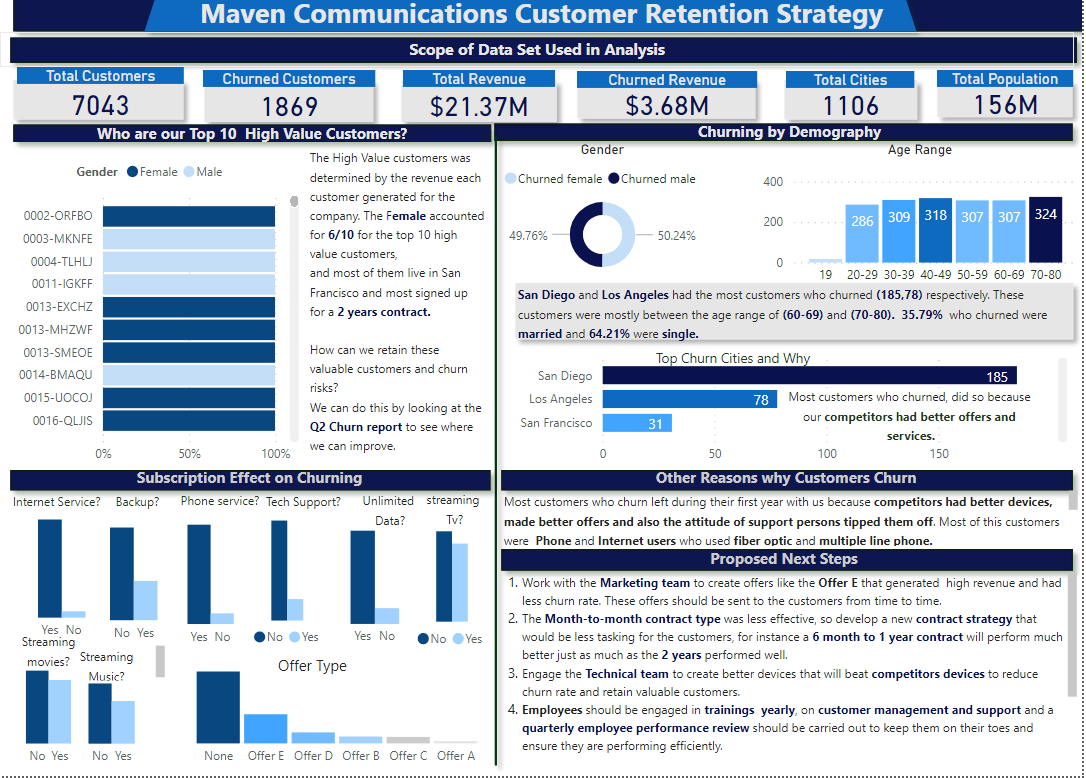 Maven Communications Customer Retention Strategy
Scope of Data Set Used in Analysis
Total Customers
7043
Churned Customers
1869
Total Revenue
$21.37M
Churned Revenue
$3.68M
Total Cities
1106
Total Population
156M
Who are our Top 10 High Value Customers?
Gender Female Male
0002-ORFBO
0003-MKNFE
0004-TLHLJ
0011-IGKFF
0013-EXCHZ
0013-MHZWF
0013-SMEOE
0014-BMAQU
0015-UOCOJ
0016-QLJIS
0% 50% 100%
The High Value customers was
determined by the revenue each
customer generated for the
company. The Female accounted
for 6/10 for the top 10 high
value customers,
and most of them live in San
Francisco and most signed up
for a 2 years contract.
How can we retain these
valuable customers and churn
risks?
We can do this by looking at the
Q2 Churn report to see where
we can improve.
Churning by Demography
Gender
Churned female Churned male
49.76% 50.24%
Age Range
400
200
0
286 309 318 307 307 324
19 20-29 30-39 40-49 50-59 60-69 70-80
San Diego and Los Angeles had the most customers who churned (185,78) respectively. These
customers were mostly between the age range of (60-69) and (70-80). 35.79% who churned were
married and 64.21% were single.
Top Churn Cities and Why
San Diego 185
Los Angeles 78
San Francisco 31
0 50 100 150
Most customers who churned, did so because
our competitors had better offers and
services.
Subscription Effect on Churning
Internet Service?
Yes No
Backup?
No Yes
Phone service?
Yes No
Tech Support?
No Yes
Unlimited
Data?
Yes No
streaming
Tv?
No Yes
Streaming
movies?
No Yes
Streaming
Music?
No Yes
Offer Type
None Offer E Offer D Offer B Offer C Offer A
Other Reasons why Customers Churn
Most customers who churn left during their first year with us because competitors had better devices,
made better offers and also the attitude of support persons tipped them off. Most of this customers
were Phone and Internet users who used fiber optic and multiple line phone.
Proposed Next Steps
1. Work with the Marketing team to create offers like the Offer E that generated high revenue and had
less churn rate. These offers should be sent to the customers from time to time.
2. The Month-to-month contract type was less effective, so develop a new contract strategy that
would be less tasking for the customers, for instance a 6 month to 1 year contract will perform much
better just as much as the 2 years performed well.
3. Engage the Technical team to create better devices that will beat competitors devices to reduce
churn rate and retain valuable customers.
4. Employees should be engaged in trainings yearly, on customer management and support and a
quarterly employee performance review should be carried out to keep them on their toes and
ensure they are performing efficiently.